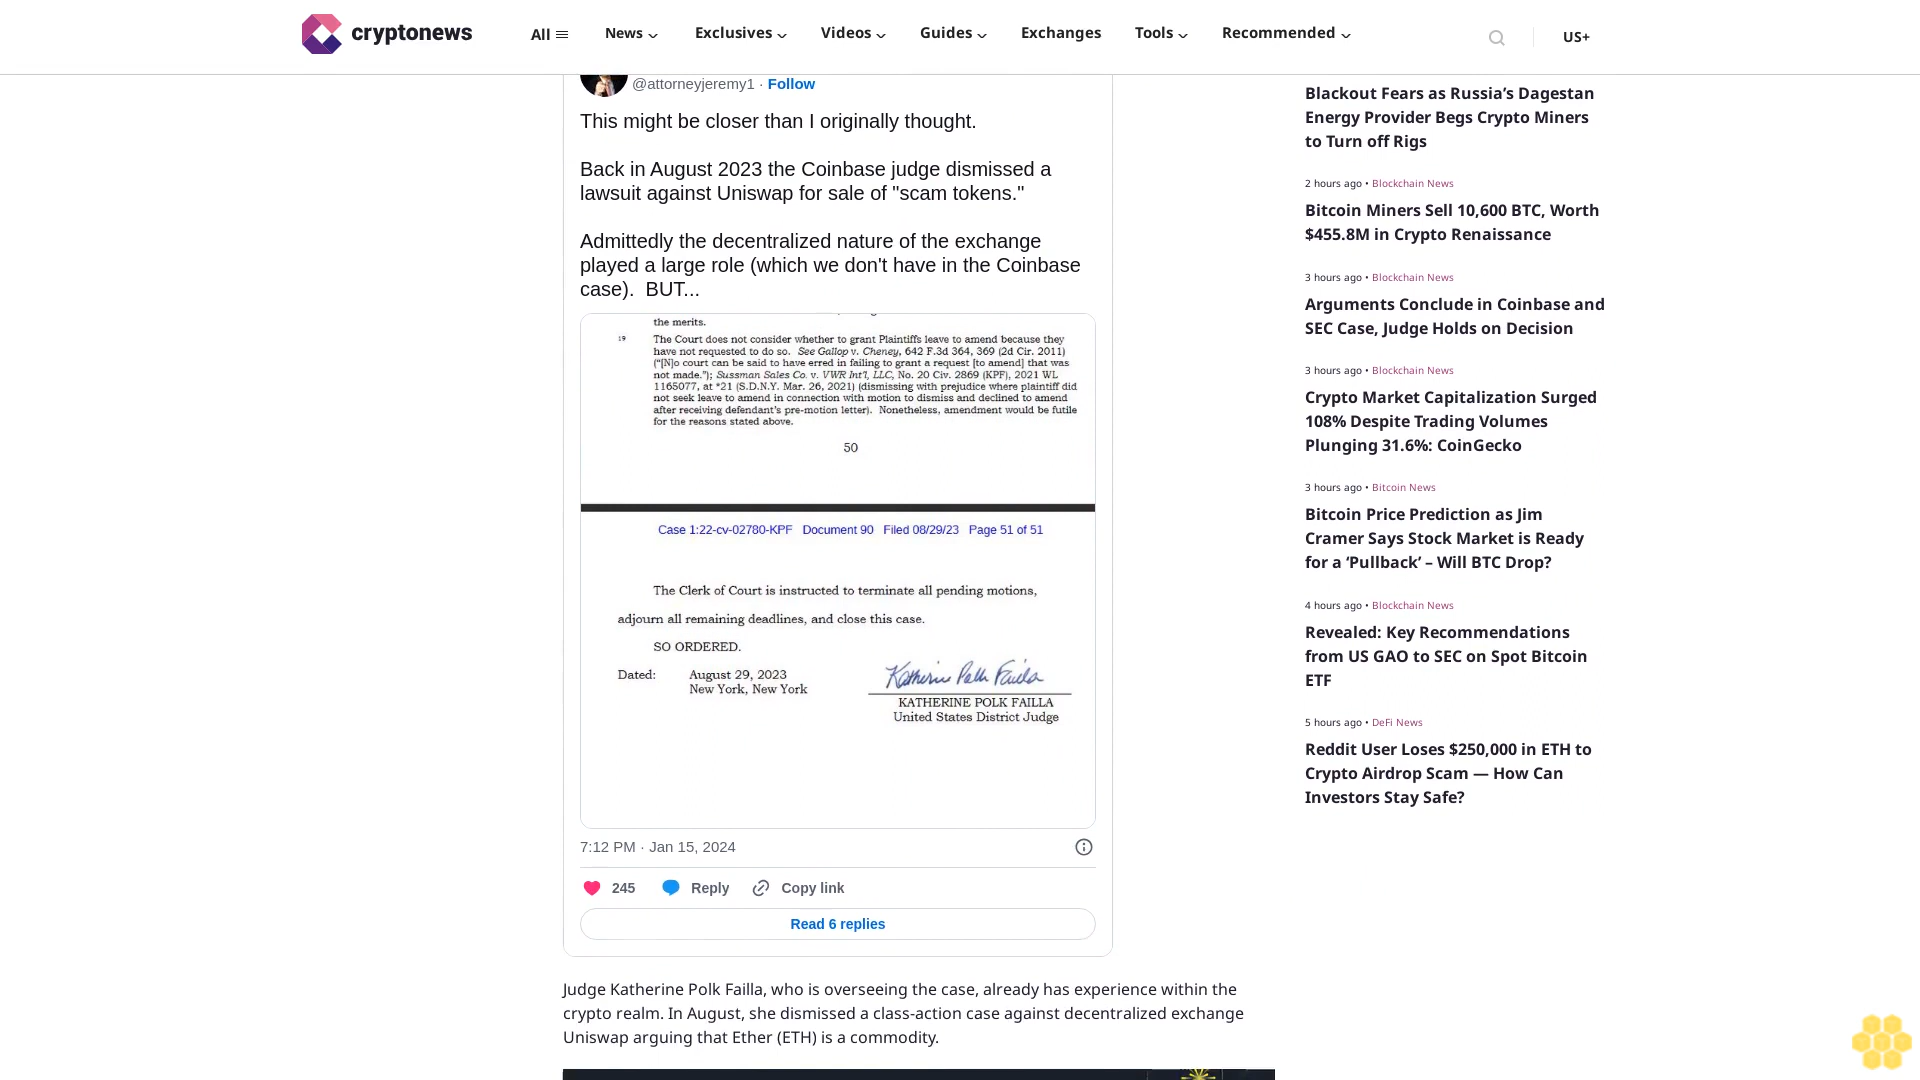 cryptonews
All
News
Exclusives
Videos
Guides
Exchanges
Tools
Recommended
US+
@attorneyjeremy1 · Follow
This might be closer than I originally thought.
Back in August 2023 the Coinbase judge dismissed a
lawsuit against Uniswap for sale of "scam tokens."
Admittedly the decentralized nature of the exchange
played a large role (which we don't have in the Coinbase
case).  BUT...
the merits.
19 The Court does not consider whether to grant Plaintiffs leave to amend because they
have not requested to do so. See Gallop v. Cheney, 642 F.3d 364, 369 (2d Cir. 2011)
("[N]o court can be said to have erred in failing to grant a request [to amend] that was
not made."); Sussman Sales Co. v. VWR Int'l, LLC, No. 20 Civ. 2869 (KPF), 2021 WL
1165077, at *21 (S.D.N.Y. Mar. 26, 2021) (dismissing with prejudice where plaintiff did
not seek leave to amend in connection with motion to dismiss and declined to amend
after receiving defendant's pre-motion letter). Nonetheless, amendment would be futile
for the reasons stated above.
50
Case 1:22-cv-02780-KPF Document 90 Filed 08/29/23 Page 51 of 51
The Clerk of Court is instructed to terminate all pending motions,
adjourn all remaining deadlines, and close this case.
SO ORDERED.
Dated: August 29, 2023
New York, New York
Katherine Polk Failla
KATHERINE POLK FAILLA
United States District Judge
7:12 PM · Jan 15, 2024
245
Reply
Copy link
Read 6 replies
Judge Katherine Polk Failla, who is overseeing the case, already has experience within the
crypto realm. In August, she dismissed a class-action case against decentralized exchange
Uniswap arguing that Ether (ETH) is a commodity.
Blackout Fears as Russia’s Dagestan
Energy Provider Begs Crypto Miners
to Turn off Rigs
2 hours ago • Blockchain News
Bitcoin Miners Sell 10,600 BTC, Worth
$455.8M in Crypto Renaissance
3 hours ago • Blockchain News
Arguments Conclude in Coinbase and
SEC Case, Judge Holds on Decision
3 hours ago • Blockchain News
Crypto Market Capitalization Surged
108% Despite Trading Volumes
Plunging 31.6%: CoinGecko
3 hours ago • Bitcoin News
Bitcoin Price Prediction as Jim
Cramer Says Stock Market is Ready
for a ‘Pullback’ – Will BTC Drop?
4 hours ago • Blockchain News
Revealed: Key Recommendations
from US GAO to SEC on Spot Bitcoin
ETF
5 hours ago • DeFi News
Reddit User Loses $250,000 in ETH to
Crypto Airdrop Scam — How Can
Investors Stay Safe?